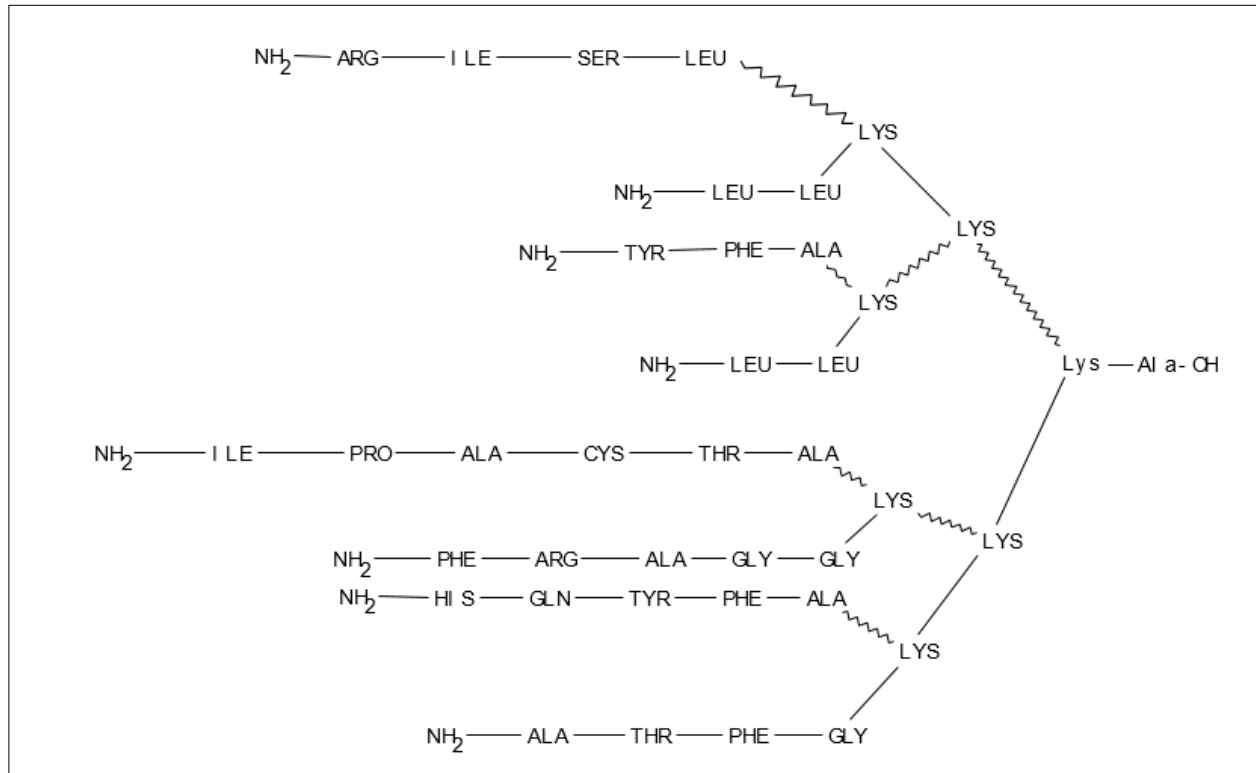 NH2 ARG ILE SER LEU
LYS
NH2 LEU LEU
LYS
NH2 TYR PHE ALA
LYS
NH2 LEU LEU
Lys Ala-OH
NH2 ILE PRO ALA CYS THR ALA
LYS
LYS
NH2 PHE ARG ALA GLY GLY
NH2 HIS GLN TYR PHE ALA
LYS
NH2 ALA THR PHE GLY